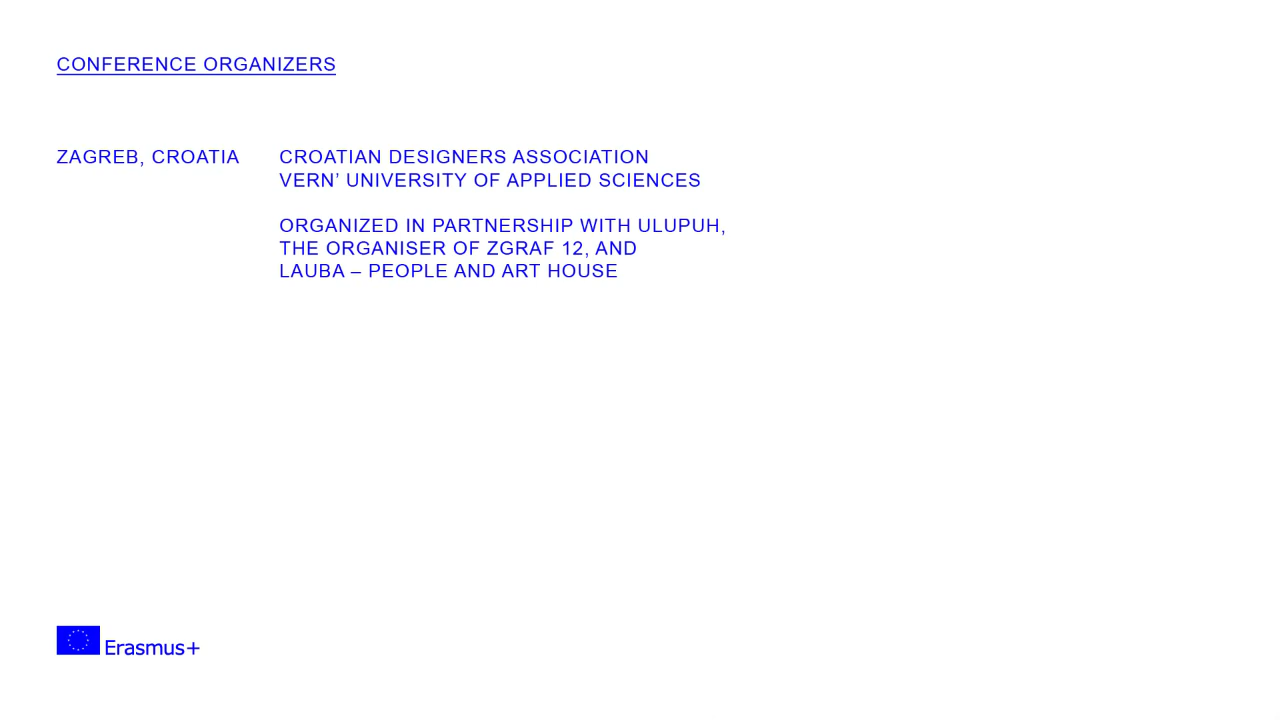 CONFERENCE ORGANIZERS
ZAGREB, CROATIA
CROATIAN DESIGNERS ASSOCIATION
VERN’ UNIVERSITY OF APPLIED SCIENCES
ORGANIZED IN PARTNERSHIP WITH ULUPUH,
THE ORGANISER OF ZGRAF 12, AND
LAUBA – PEOPLE AND ART HOUSE
Erasmus+